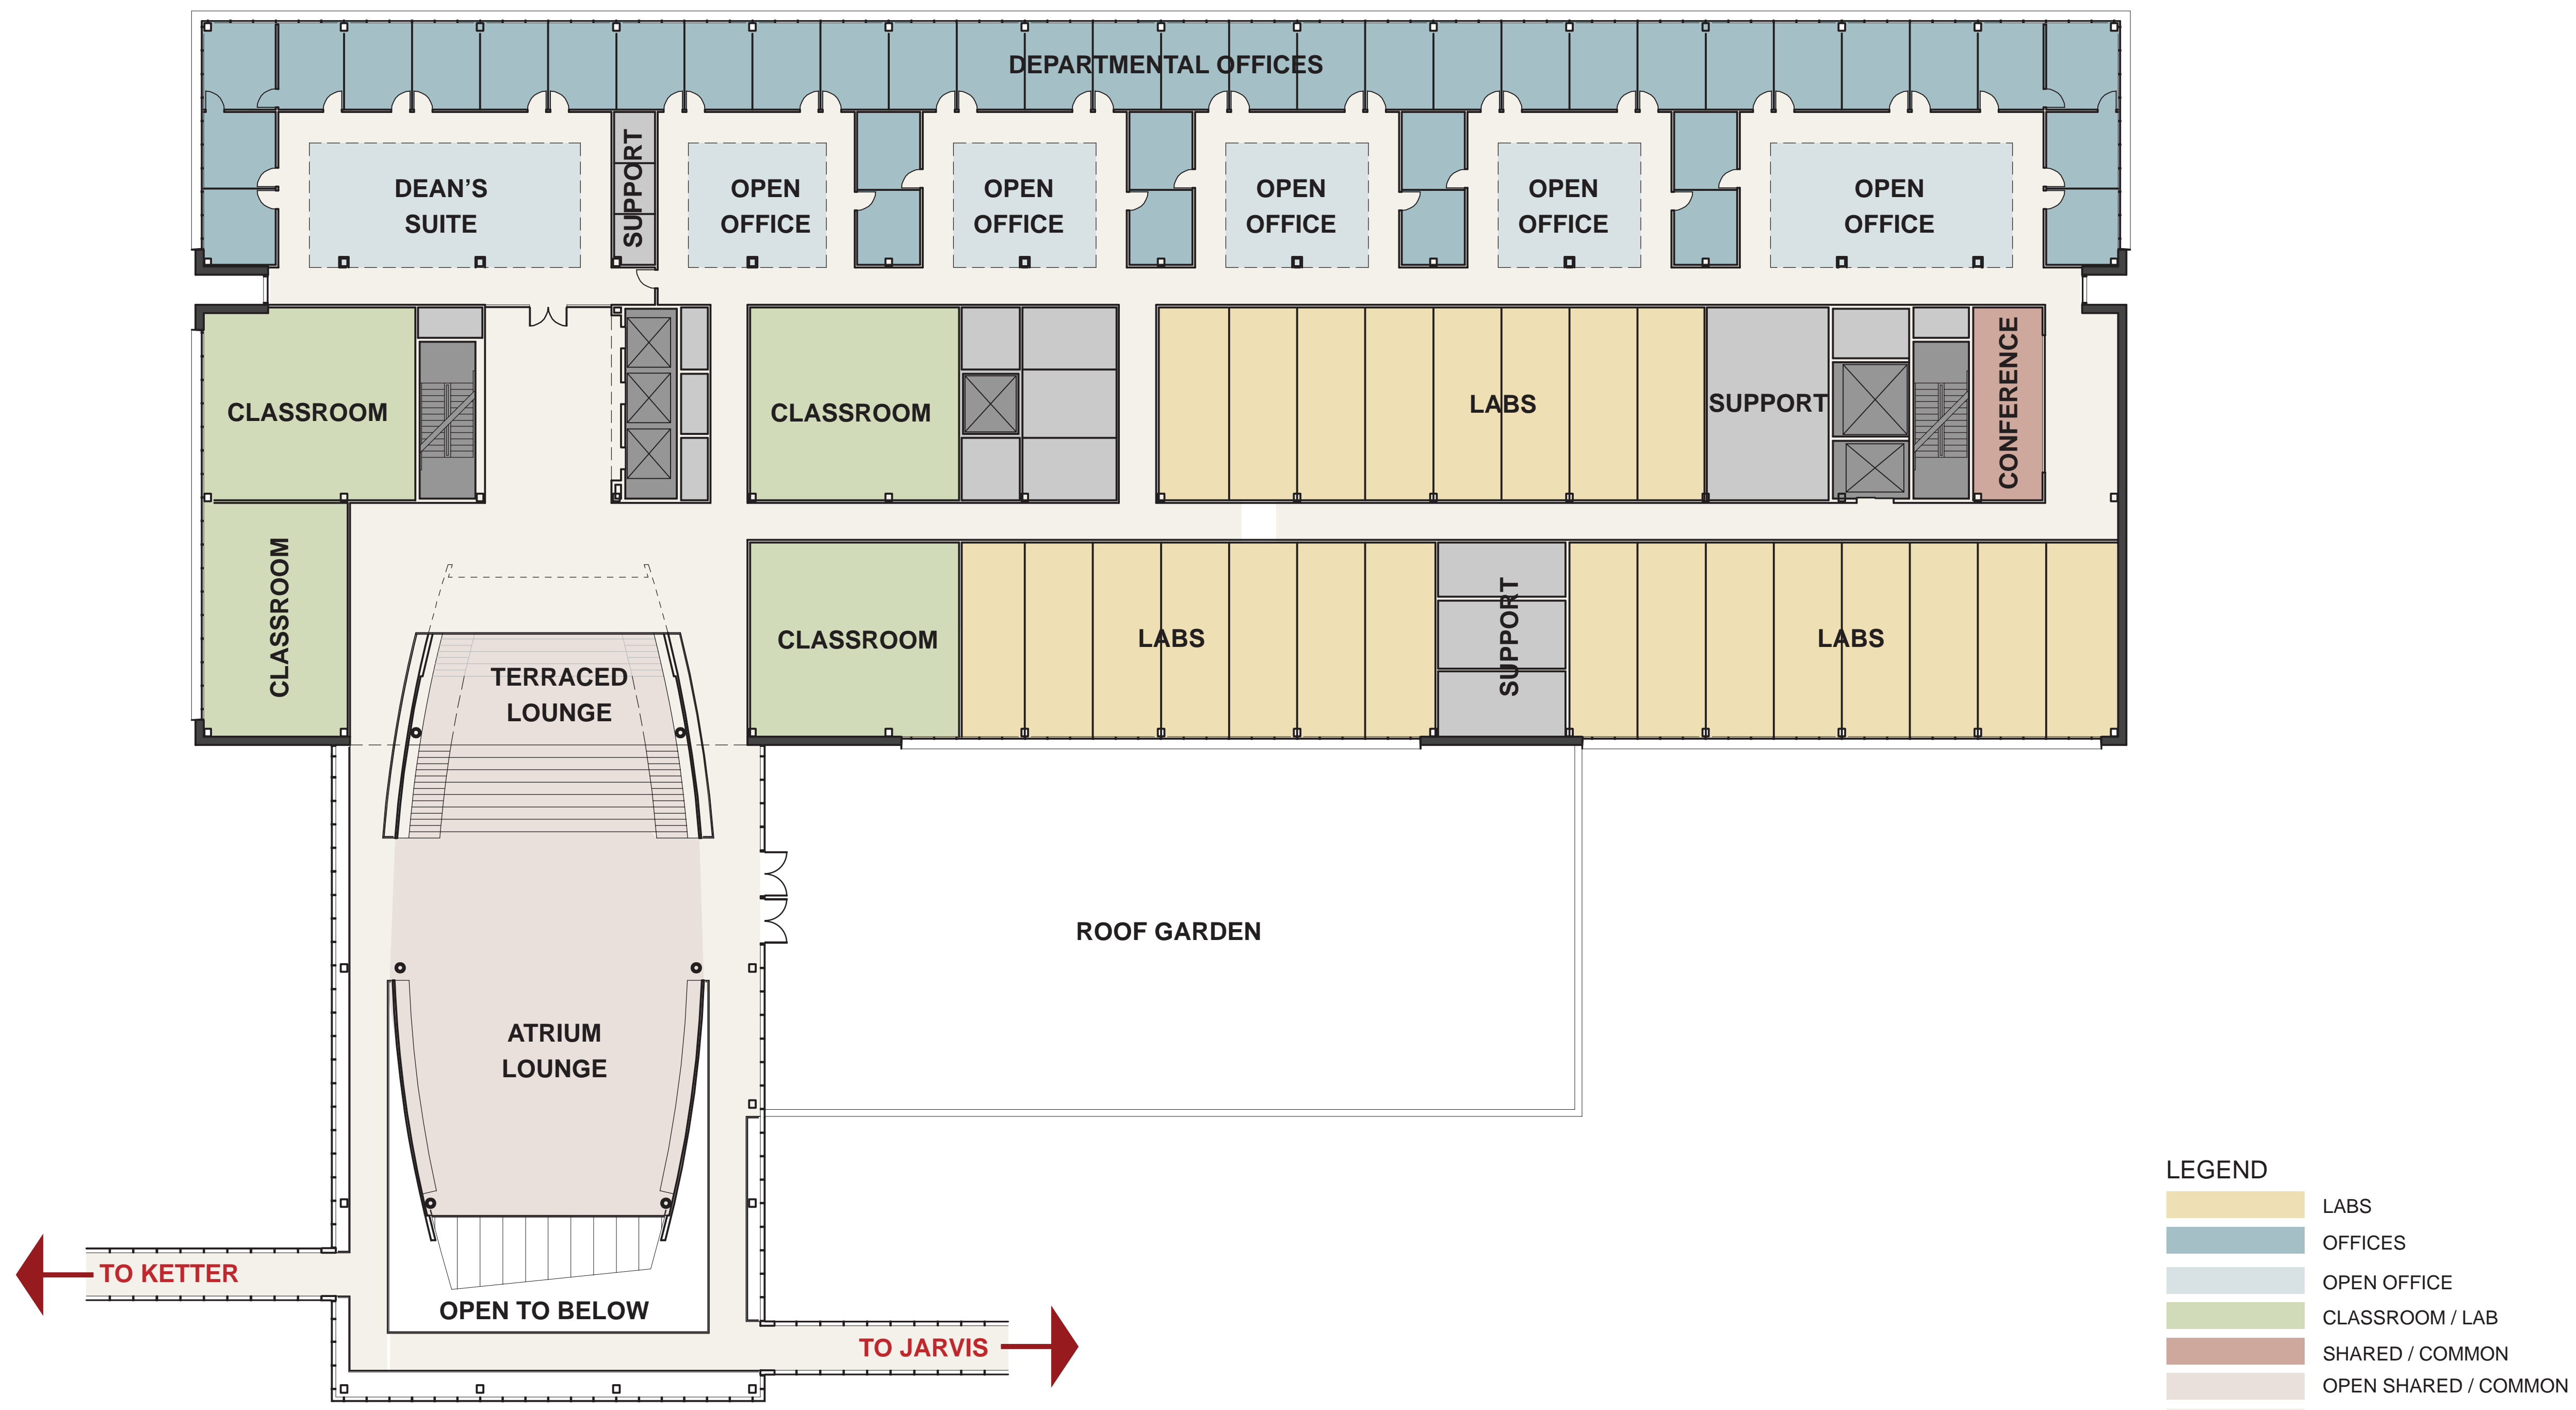 DEPARTMENTAL OFFICES
DEAN'S
SUITE
SUPPORT
OPEN
OFFICE
OPEN
OFFICE
OPEN
OFFICE
OPEN
OFFICE
OPEN
OFFICE
CLASSROOM
CLASSROOM
LABS
SUPPORT
CONFERENCE
CLASSROOM
CLASSROOM
LABS
SUPPORT
LABS
TERRACED
LOUNGE
ROOF GARDEN
ATRIUM
LOUNGE
TO KETTER
OPEN TO BELOW
TO JARVIS
LEGEND
LABS
OFFICES
OPEN OFFICE
CLASSROOM / LAB
SHARED / COMMON
OPEN SHARED / COMMON